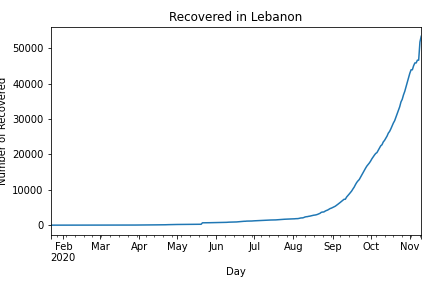 Recovered in Lebanon
Number of Recovered
50000
40000
30000
20000
10000
0
Feb Mar Apr May Jun Jul Aug Sep Oct Nov
2020
Day